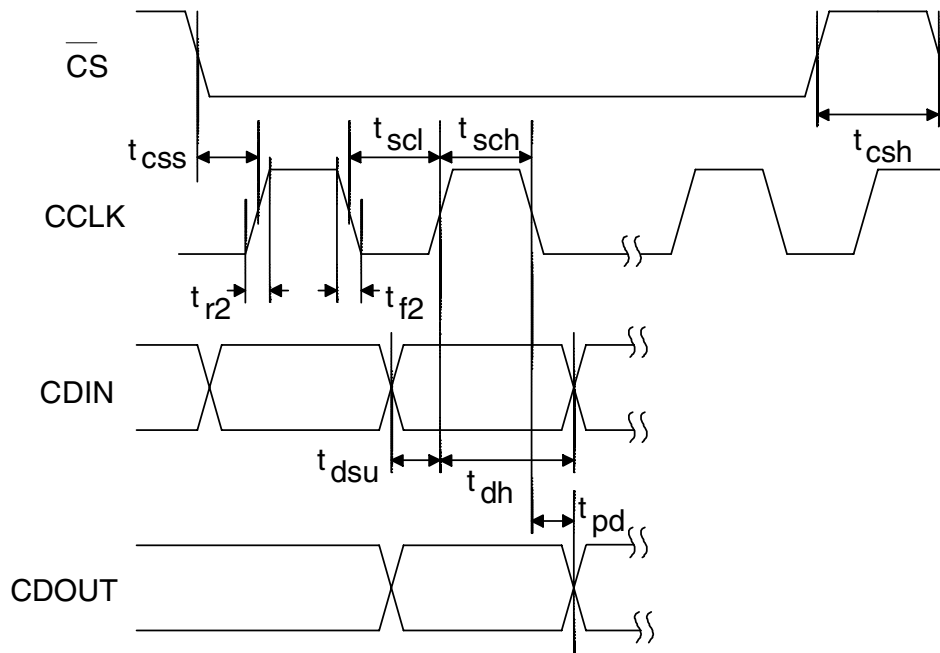 CS
t scl
t sch
t css
t csh
CCLK
t r2
t f2
CDIN
t dsu
t dh
t pd
CDOUT